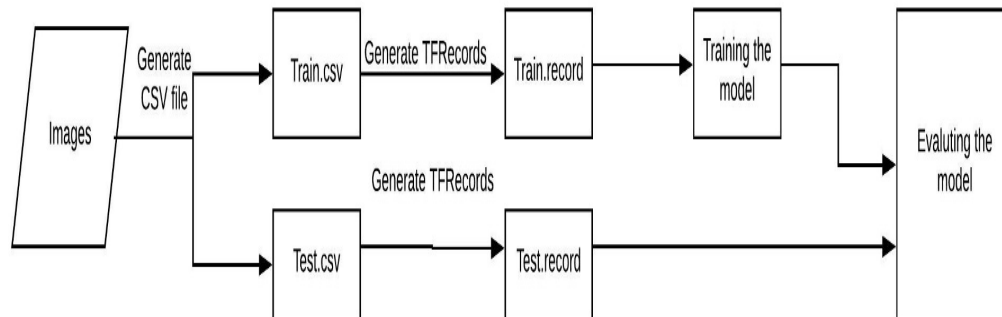 Images
Generate
CSV file
Train.csv
Generate TFRecords
Train.record
Training the
model
Evaluting the
model
Generate TFRecords
Test.csv
Test.record